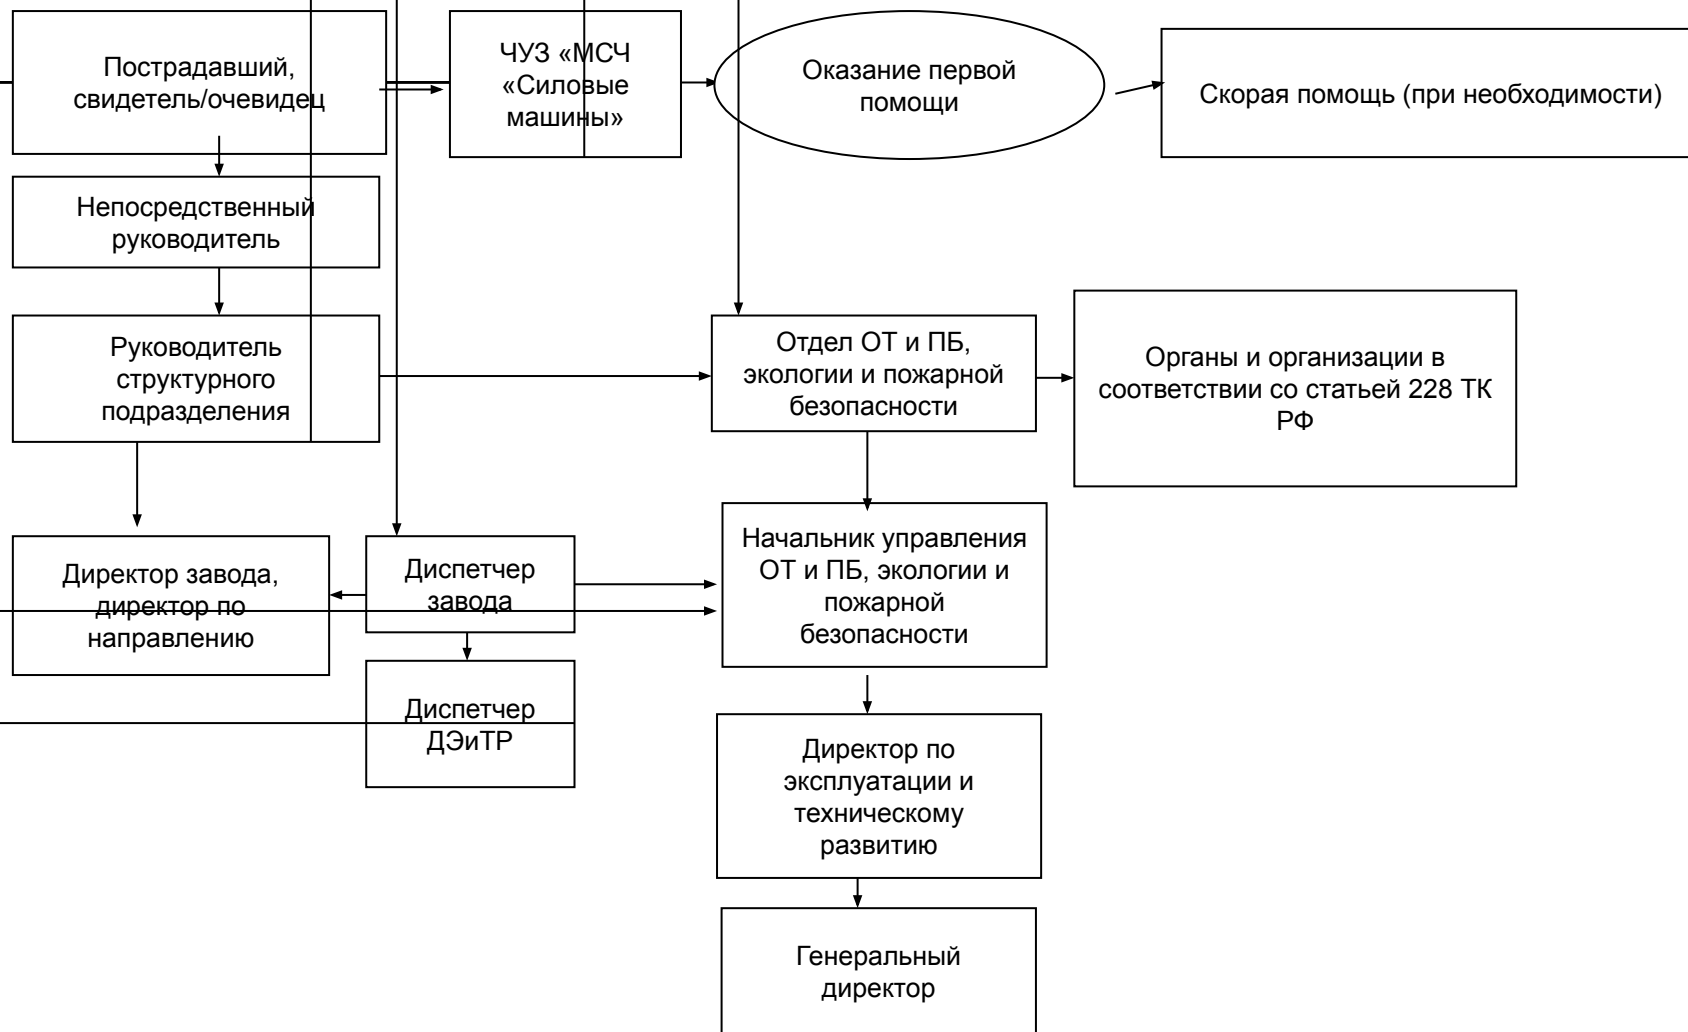 Пострадавший,
свидетель/очевидец
ЧУЗ «МСЧ
«Силовые
машины»
Оказание первой
помощи
Скорая помощь (при необходимости)
Непосредственный
руководитель
Руководитель
структурного
подразделения
Отдел ОТ и ПБ,
экологии и пожарной
безопасности
Органы и организации в
соответствии со статьей 228 ТК
РФ
Директор завода,
директор по
направлению
Диспетчер
завода
Начальник управления
ОТ и ПБ, экологии и
пожарной
безопасности
Диспетчер
ДЭиТР
Директор по
эксплуатации и
техническому
развитию
Генеральный
директор